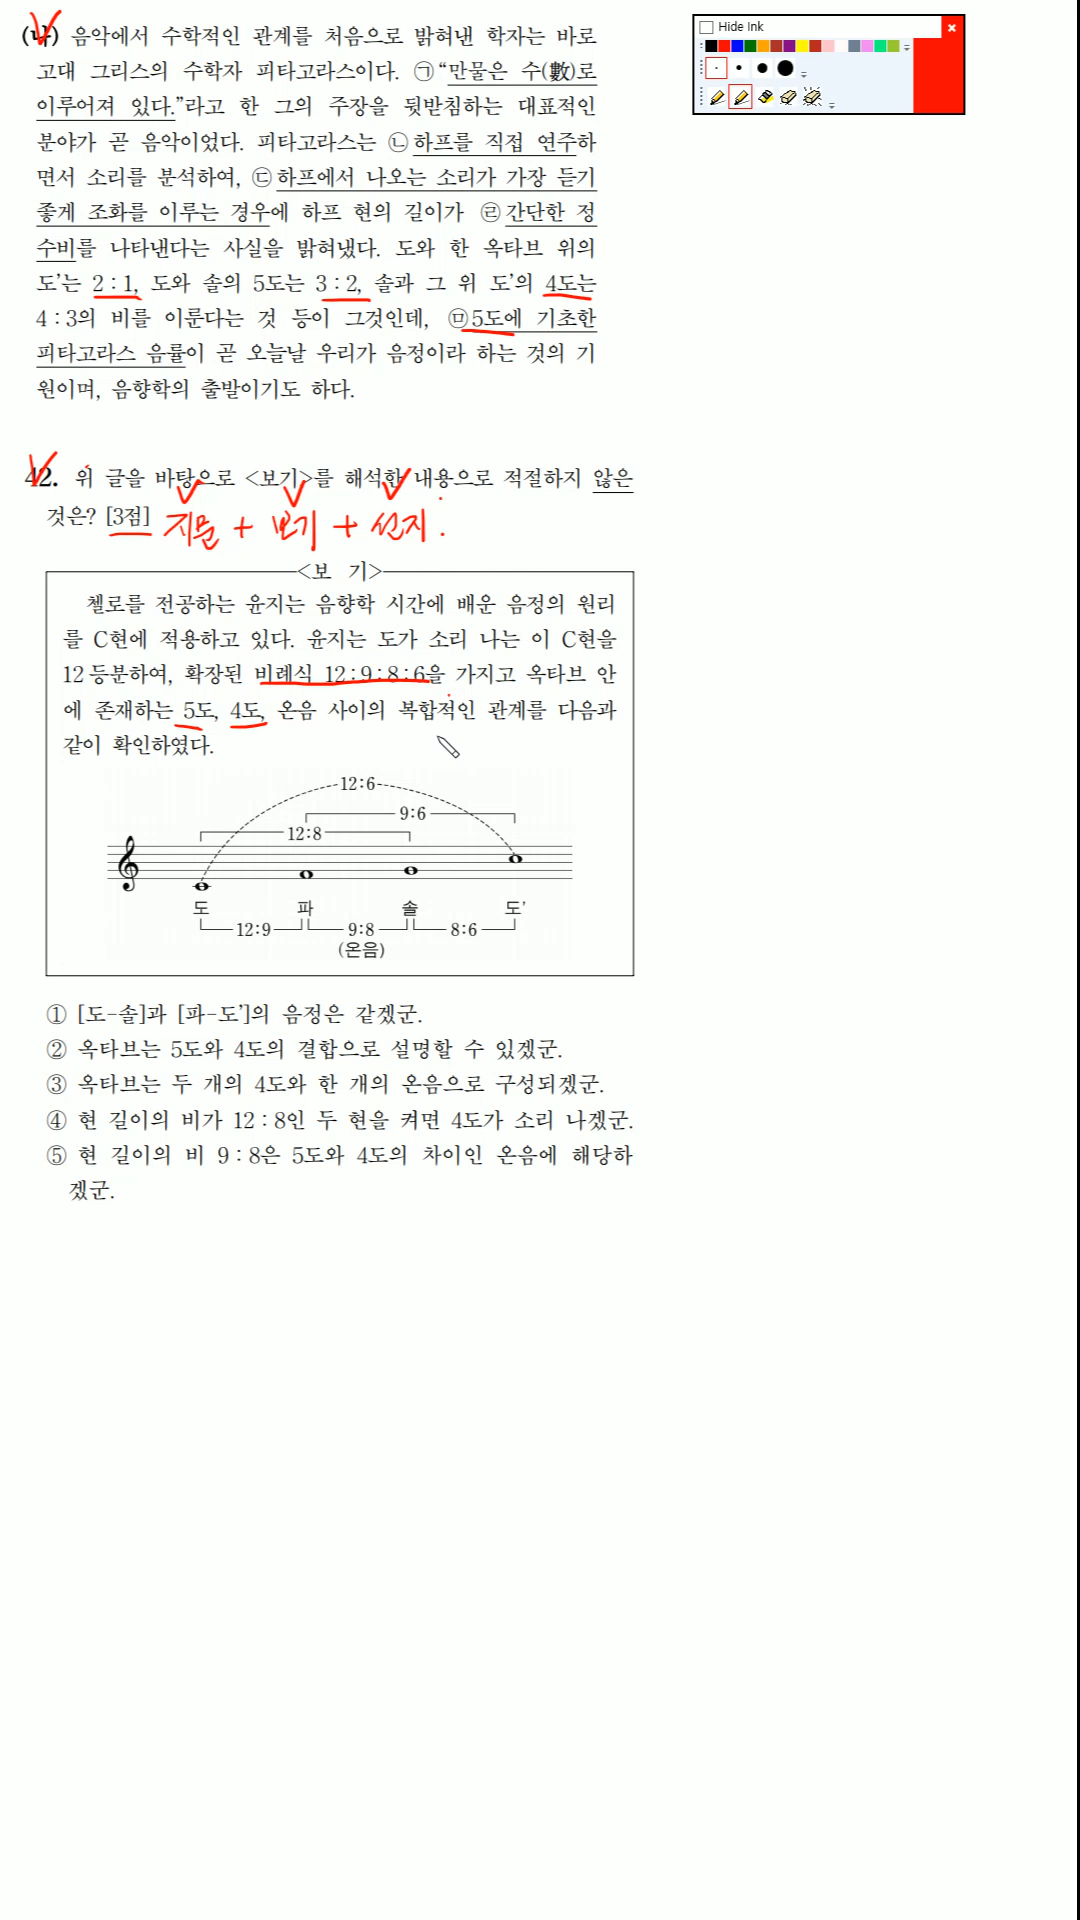 (나) 음악에서 수학적인 관계를 처음으로 밝혀낸 학자는 바로
고대 그리스의 수학자 피타고라스이다. ㉠“만물은 수(數)로
이루어져 있다.”라고 한 그의 주장을 뒷받침하는 대표적인
분야가 곧 음악이었다. 피타고라스는 ㉡하프를 직접 연주하
면서 소리를 분석하여, ㉢하프에서 나오는 소리가 가장 듣기
좋게 조화를 이루는 경우에 하프 현의 길이가 ㉣간단한 정
수비를 나타낸다는 사실을 밝혀냈다. 도와 한 옥타브 위의
도’는 2 : 1, 도와 솔의 5도는 3 : 2, 솔과 그 위 도’의 4도는
4 : 3의 비를 이룬다는 것 등이 그것인데, ㉤5도에 기초한
피타고라스 음률이 곧 오늘날 우리가 음정이라 하는 것의 기
원이며, 음향학의 출발이기도 하다.
42. 위 글을 바탕으로 <보기>를 해석한 내용으로 적절하지 않은
것은? [3점] 지문 + 보기 + 선지.
<보 기>
첼로를 전공하는 윤지는 음향학 시간에 배운 음정의 원리
를 C현에 적용하고 있다. 윤지는 도가 소리 나는 이 C현을
12등분하여, 확장된 비례식 12 : 9 : 8 : 6을 가지고 옥타브 안
에 존재하는 5도, 4도, 온음 사이의 복합적인 관계를 다음과
같이 확인하였다.
12:6
9:6
12:8
도 파 솔 도'
12:9 9:8 8:6
(온음)
① [도-솔]과 [파-도’]의 음정은 같겠군.
② 옥타브는 5도와 4도의 결합으로 설명할 수 있겠군.
③ 옥타브는 두 개의 4도와 한 개의 온음으로 구성되겠군.
④ 현 길이의 비가 12 : 8인 두 현을 켜면 4도가 소리 나겠군.
⑤ 현 길이의 비 9 : 8은 5도와 4도의 차이인 온음에 해당하
겠군.
Hide Ink